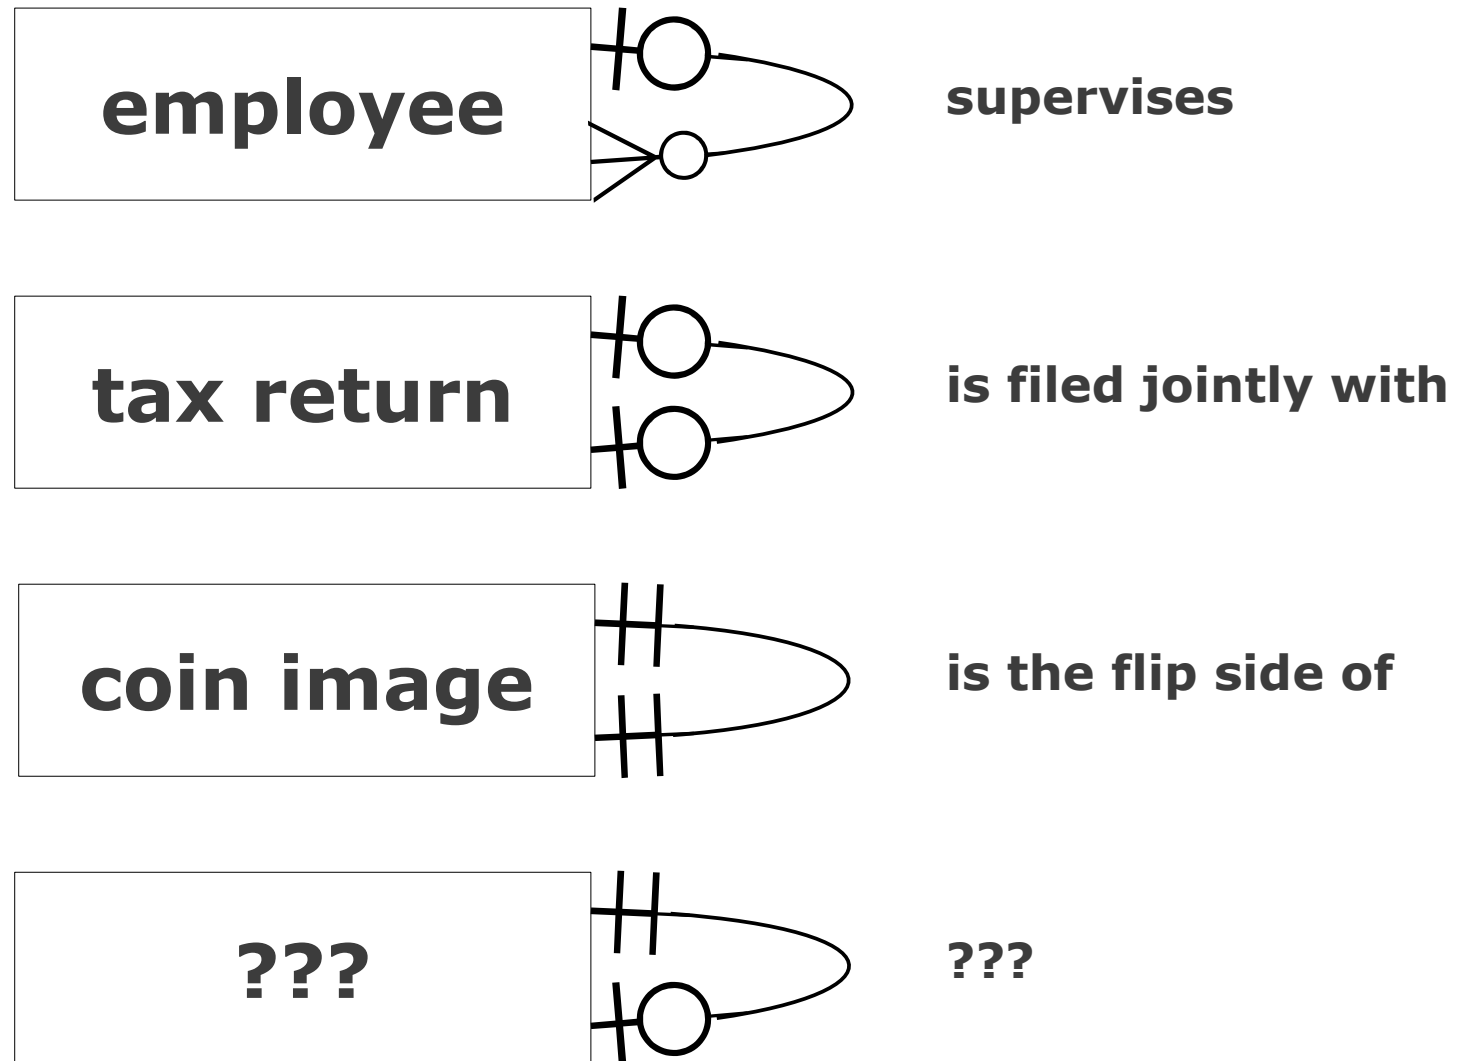 employee
supervises
tax return
is filed jointly with
coin image
is the flip side of
???
???